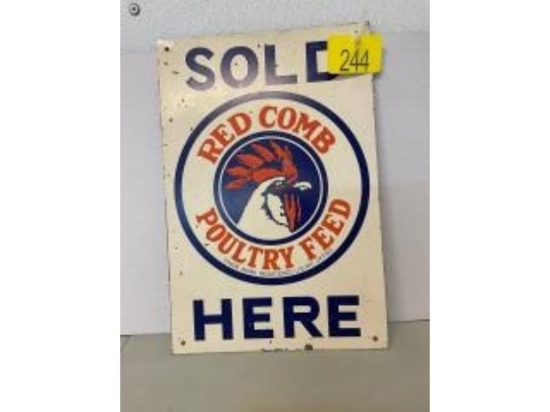 SOLD
244
RED COMB
POULTRY FEED
HERE